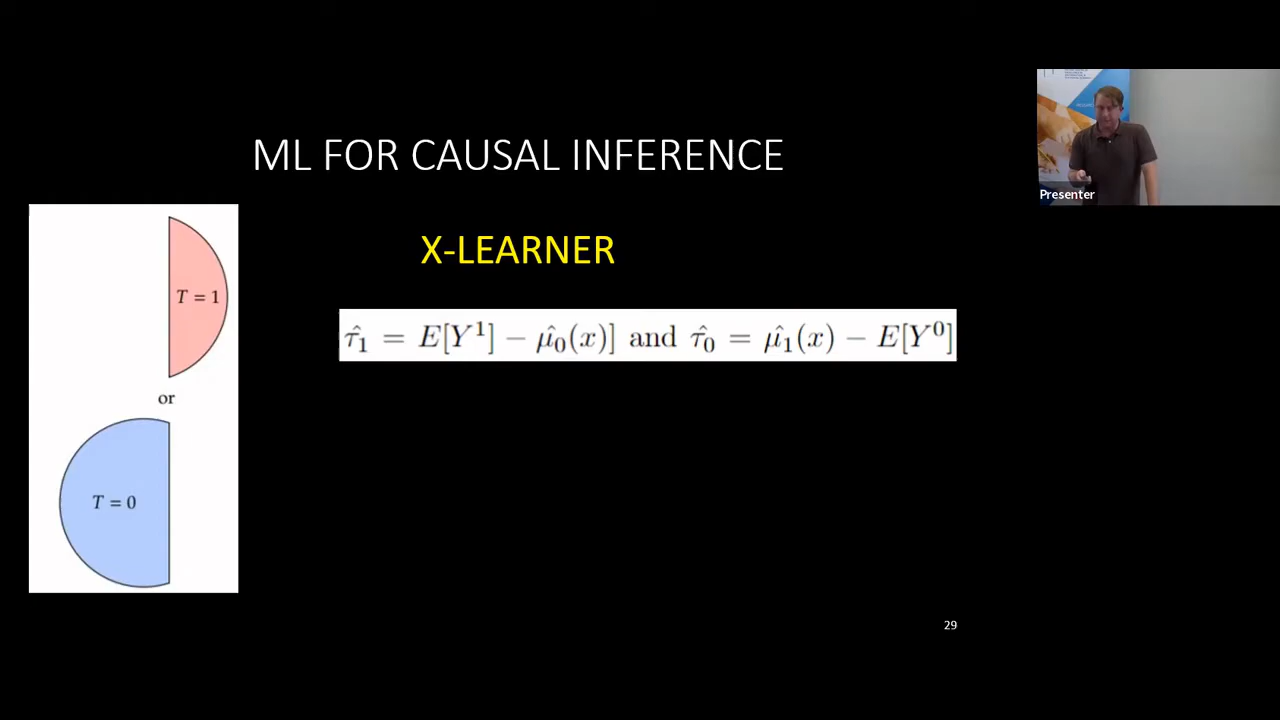 ML FOR CAUSAL INFERENCE
X-LEARNER
τ̂₁ = E[Y¹] − μ̂₀(x)] and τ̂₀ = μ̂₁(x) − E[Y⁰]
T = 1
or
T = 0
Presenter
29